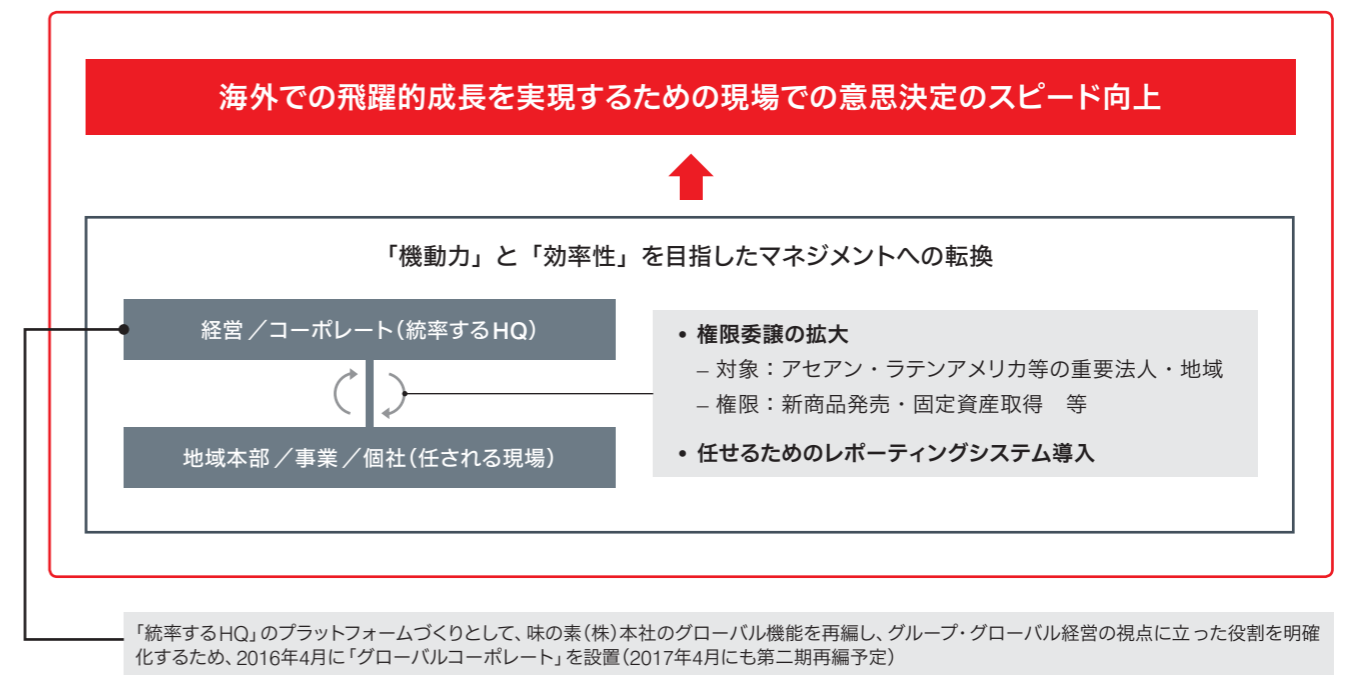 海外での飛躍的成長を実現するための現場での意思決定のスピード向上
「機動力」と「効率性」を目指したマネジメントへの転換
経営／コーポレート（統率するHQ）
地域本部／事業／個社（任される現場）
• 権限委譲の拡大
– 対象：アセアン・ラテンアメリカ等の重要法人・地域
– 権限：新商品発売・固定資産取得　等
• 任せるためのレポーティングシステム導入
「統率するHQ」のプラットフォームづくりとして、味の素（株）本社のグローバル機能を再編し、グループ・グローバル経営の視点に立った役割を明確
化するため、2016年4月に「グローバルコーポレート」を設置（2017年4月にも第二期再編予定）